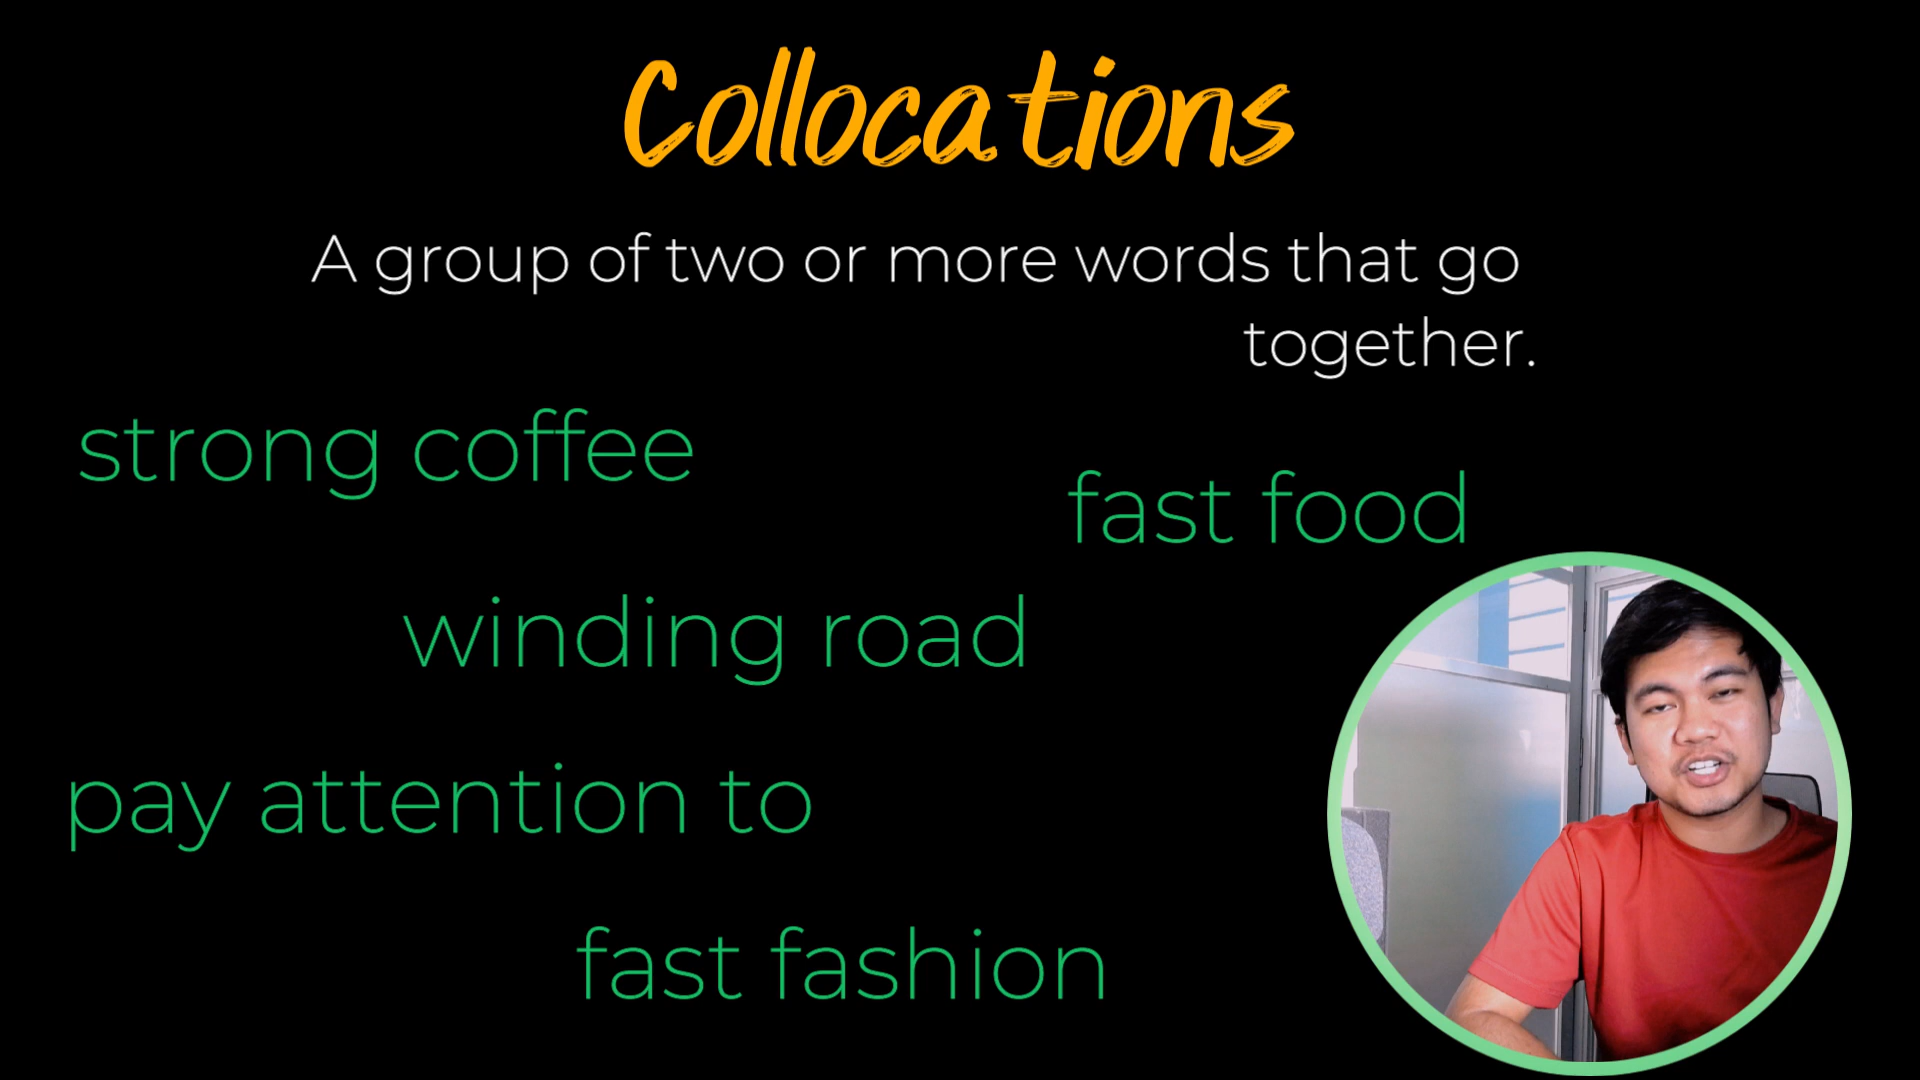 Collocations
A group of two or more words that go
together.
strong coffee
fast food
winding road
pay attention to
fast fashion